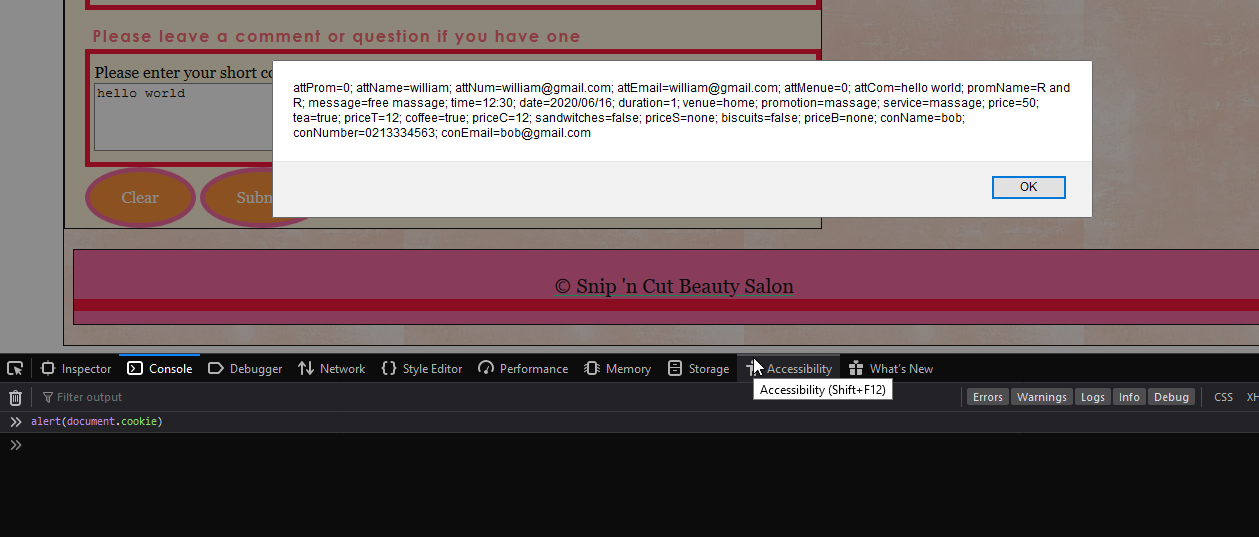 Please leave a comment or question if you have one
Please enter your short
hello world
attProm=0; attName=william; attNum=william@gmail.com; attEmail=william@gmail.com; attMenue=0; attCom=hello world; promName=R and
R; message=free massage; time=12:30; date=2020/06/16; duration=1; venue=home; promotion=massage; service=massage; price=50;
tea=true; priceT=12; coffee=true; priceC=12; sandwitches=false; priceS=none; biscuits=false; priceB=none; conName=bob;
conNumber=0213334563; conEmail=bob@gmail.com
OK
Clear
© Snip 'n Cut Beauty Salon
Inspector Console Debugger Network Style Editor Performance Memory Storage Accessibility What's New
Accessibility (Shift+F12)
Filter output Errors Warnings Logs Info Debug CSS
alert(document.cookie)